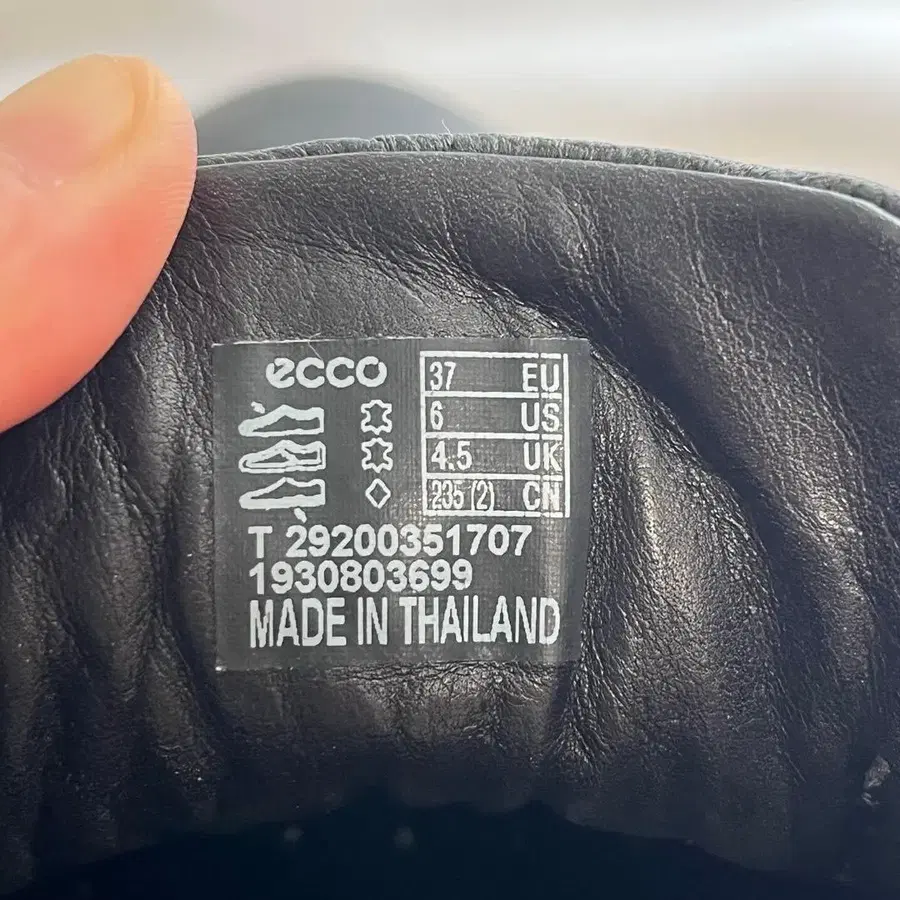 ecco
37 EU
6 US
4.5 UK
235 (2) CN
T 29200351707
1930803699
MADE IN THAILAND